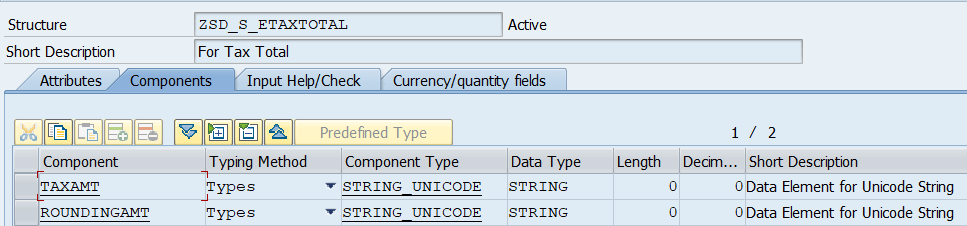 Structure ZSD_S_ETAXTOTAL Active
Short Description For Tax Total
Attributes Components Input Help/Check Currency/quantity fields
Predefined Type 1 / 2
Component Typing Method Component Type Data Type Length Decim... Short Description
TAXAMT Types STRING_UNICODE STRING 0 0 Data Element for Unicode String
ROUNDINGAMT Types STRING_UNICODE STRING 0 0 Data Element for Unicode String